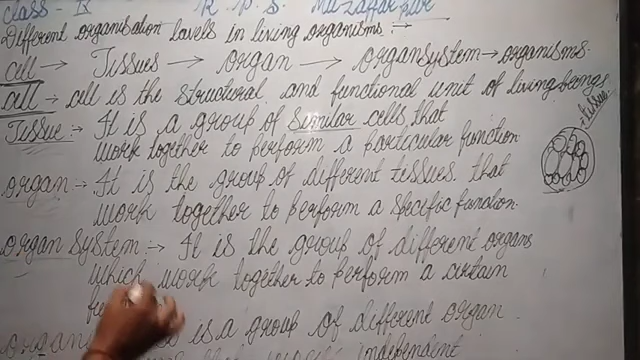 class - IX R. P. S. Muzaffarpur
Different organisation levels in living organisms :→
cell → Tissues → organ → organsystem → organisms.
cell → cell is the structural and functional unit of living beings
Tissue :→ It is a group of similar cells that
→ tissue
work together to perform a particular function.
organ → It is the group of different tissues that
work together to perform a specific function.
organ system :→ It is the group of different organs
which work together to perform a certain
is a group of different organ
independent